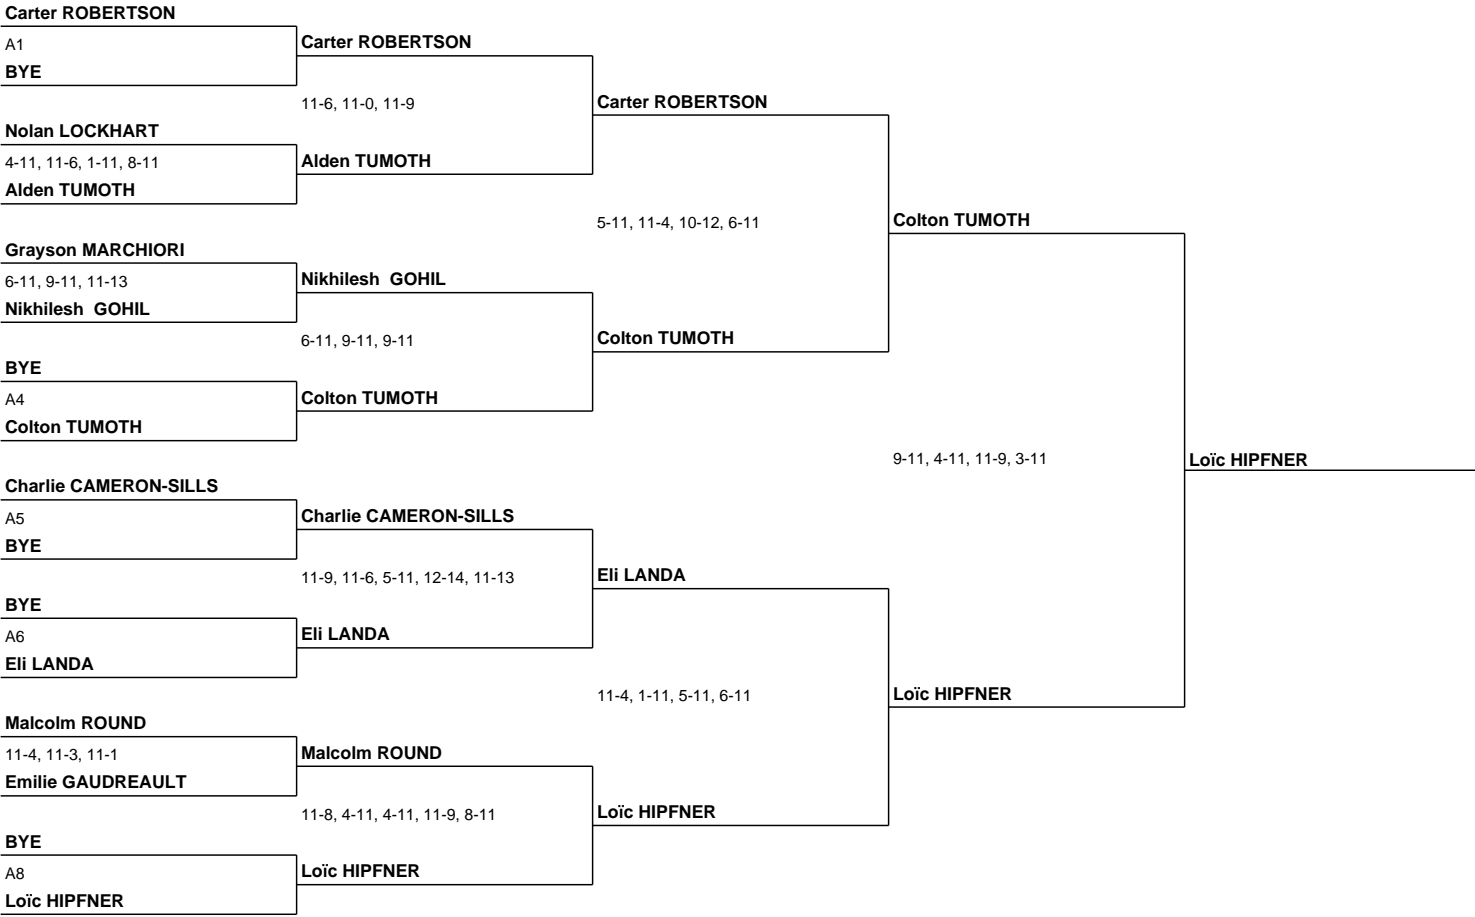 Carter ROBERTSON
A1
BYE
Nolan LOCKHART
4-11, 11-6, 1-11, 8-11
Alden TUMOTH
Grayson MARCHIORI
6-11, 9-11, 11-13
Nikhilesh  GOHIL
BYE
A4
Colton TUMOTH
Charlie CAMERON-SILLS
A5
BYE
BYE
A6
Eli LANDA
Malcolm ROUND
11-4, 11-3, 11-1
Emilie GAUDREAULT
BYE
A8
Loïc HIPFNER
Carter ROBERTSON
11-6, 11-0, 11-9
Alden TUMOTH
Nikhilesh  GOHIL
6-11, 9-11, 9-11
Colton TUMOTH
Charlie CAMERON-SILLS
11-9, 11-6, 5-11, 12-14, 11-13
Eli LANDA
Malcolm ROUND
11-8, 4-11, 4-11, 11-9, 8-11
Loïc HIPFNER
Carter ROBERTSON
5-11, 11-4, 10-12, 6-11
Colton TUMOTH
Eli LANDA
11-4, 1-11, 5-11, 6-11
Loïc HIPFNER
Colton TUMOTH
9-11, 4-11, 11-9, 3-11
Loïc HIPFNER
Loïc HIPFNER